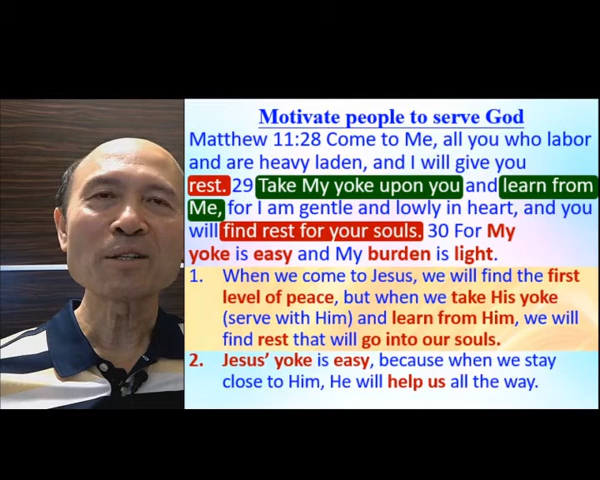 Motivate people to serve God
Matthew 11:28 Come to Me, all you who labor
and are heavy laden, and I will give you
rest. 29 Take My yoke upon you and learn from
Me, for I am gentle and lowly in heart, and you
will find rest for your souls. 30 For My
yoke is easy and My burden is light.
1. When we come to Jesus, we will find the first
level of peace, but when we take His yoke
(serve with Him) and learn from Him, we will
find rest that will go into our souls.
2. Jesus' yoke is easy, because when we stay
close to Him, He will help us all the way.